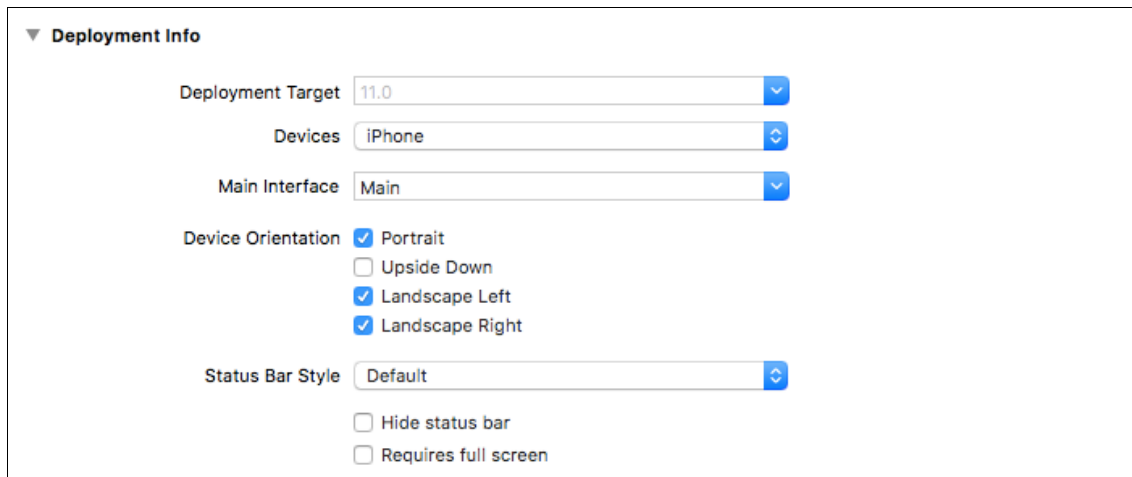 Deployment Info
Deployment Target 11.0
Devices iPhone
Main Interface Main
Device Orientation Portrait
Upside Down
Landscape Left
Landscape Right
Status Bar Style Default
Hide status bar
Requires full screen